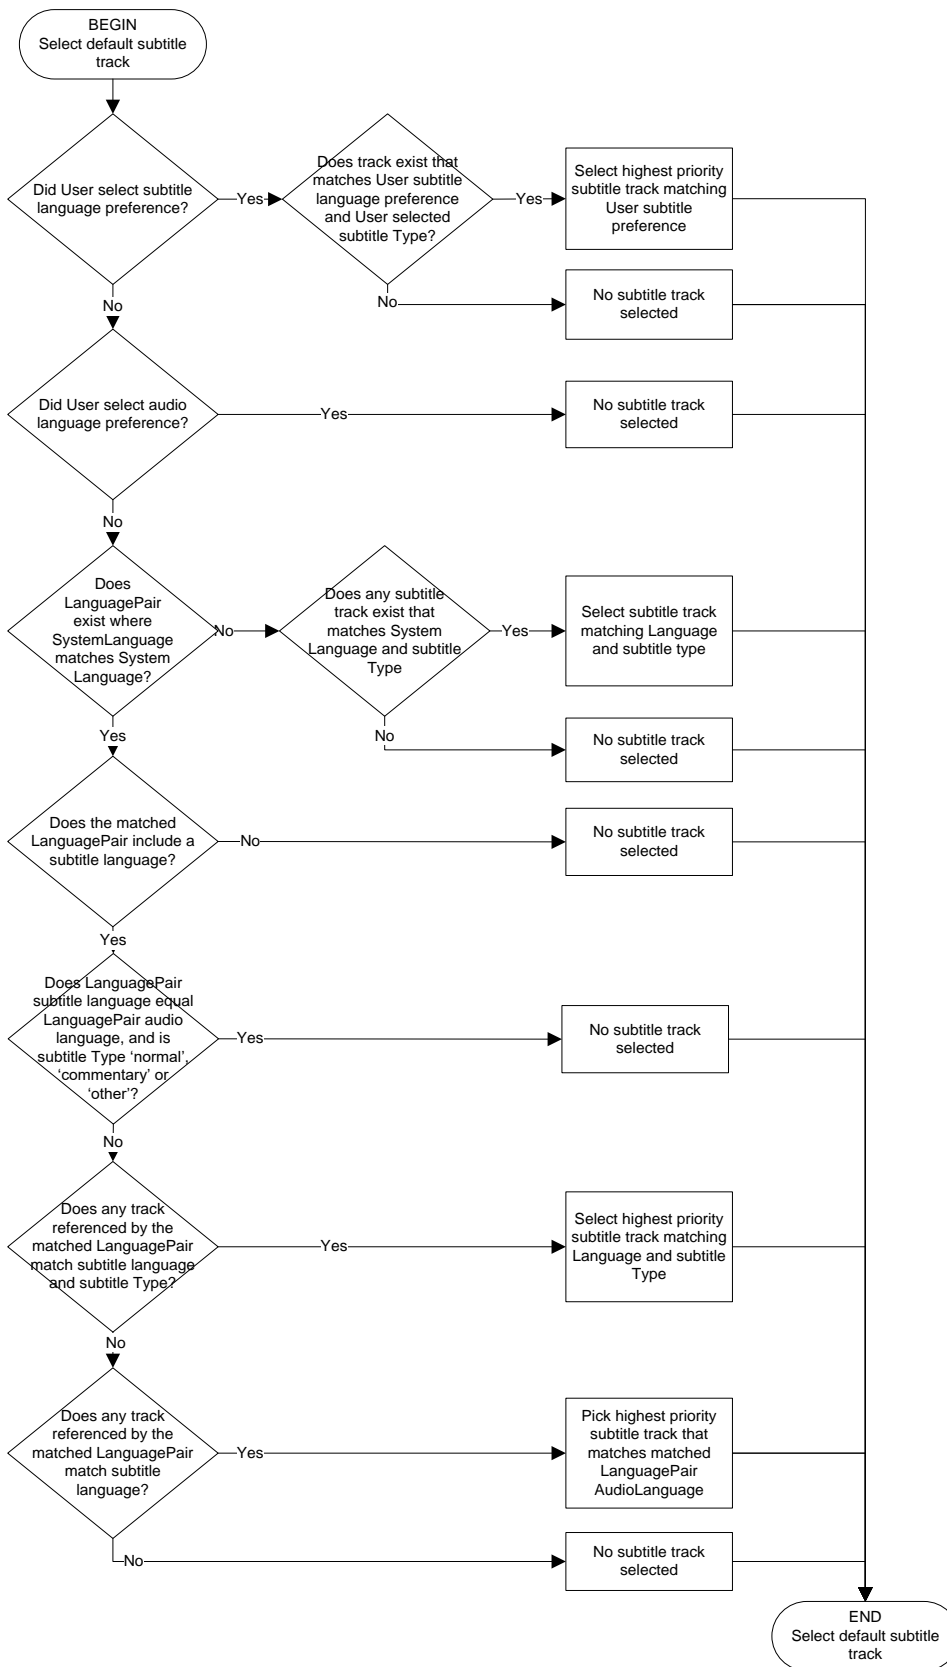 BEGIN
Select default subtitle
track
Did User select subtitle
language preference?
Yes
Does track exist that
matches User subtitle
language preference
and User selected
subtitle Type?
Yes
Select highest priority
subtitle track matching
User subtitle
preference
No
No subtitle track
selected
No
Did User select audio
language preference?
Yes
No subtitle track
selected
No
Does
LanguagePair
exist where
SystemLanguage
matches System
Language?
No
Does any subtitle
track exist that
matches System
Language and subtitle
Type
Yes
Select subtitle track
matching Language
and subtitle type
No
No subtitle track
selected
Yes
Does the matched
LanguagePair include a
subtitle language?
No
No subtitle track
selected
Yes
Does LanguagePair
subtitle language equal
LanguagePair audio
language, and is
subtitle Type ‘normal’,
‘commentary’ or
‘other’?
Yes
No subtitle track
selected
No
Does any track
referenced by the
matched LanguagePair
match subtitle language
and subtitle Type?
Yes
Select highest priority
subtitle track matching
Language and subtitle
Type
No
Does any track
referenced by the
matched LanguagePair
match subtitle
language?
Yes
Pick highest priority
subtitle track that
matches matched
LanguagePair
AudioLanguage
No
No subtitle track
selected
END
Select default subtitle
track